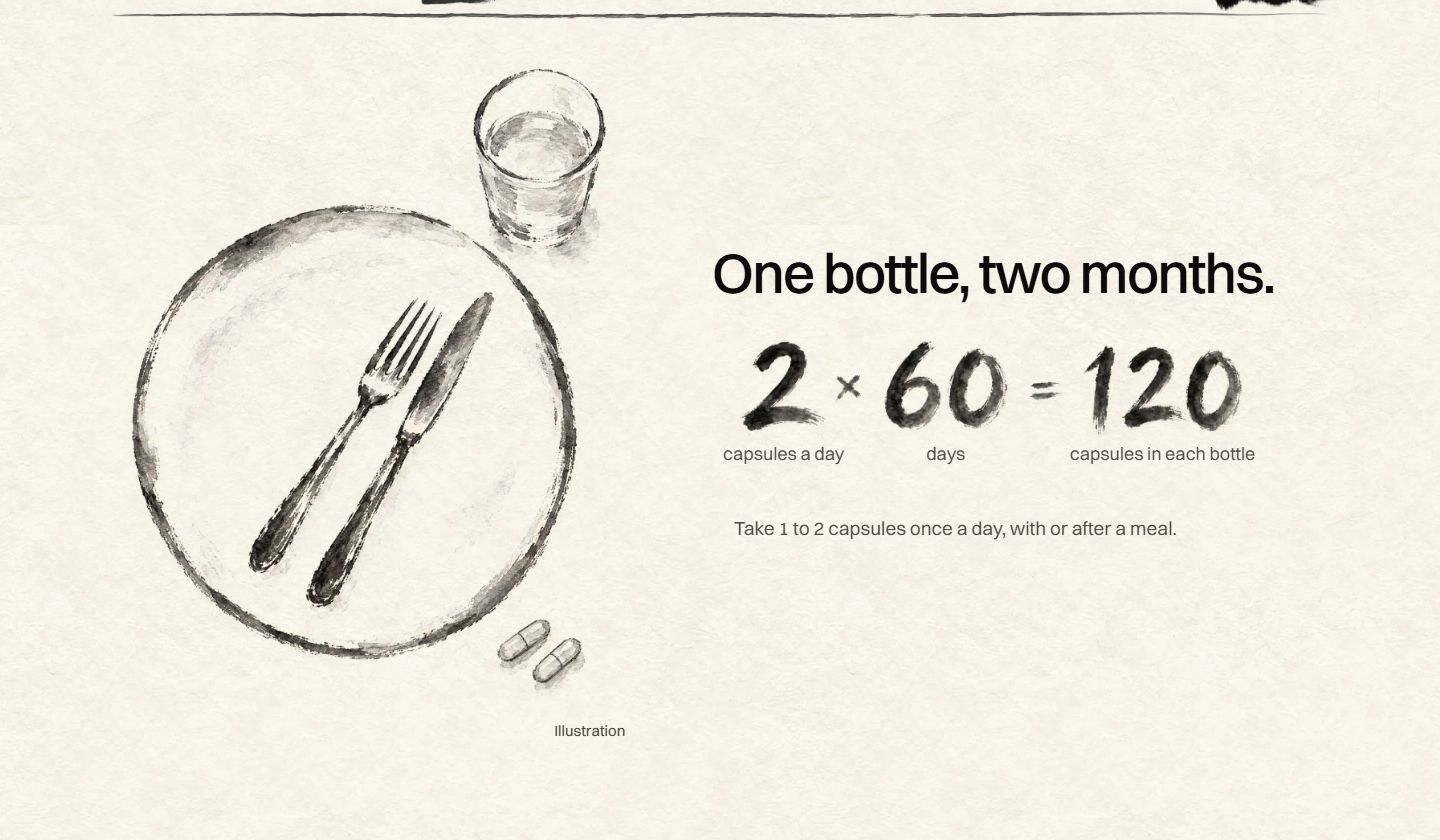 One bottle, two months.
2 × 60 = 120
capsules a day days capsules in each bottle
Take 1 to 2 capsules once a day, with or after a meal.
Illustration